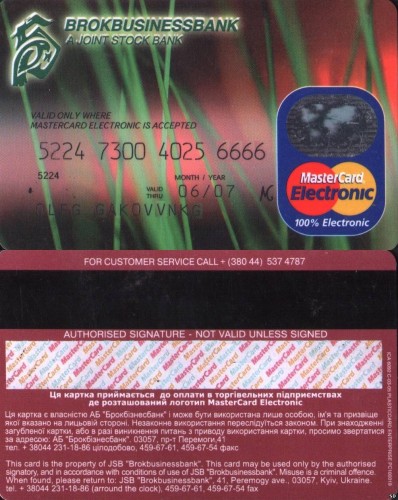 BROKBUSINESSBANK
A JOINT STOCK BANK
VALID ONLY WHERE
MASTERCARD ELECTRONIC IS ACCEPTED
5224 7300 4025 6666
5224
MONTH / YEAR
VALID THRU 06/07
MasterCard
Electronic
100% Electronic
FOR CUSTOMER SERVICE CALL + (380 44) 537 4787
AUTHORISED SIGNATURE - NOT VALID UNLESS SIGNED
Ця картка приймається до оплати в торгівельних підприємствах
де розташований логотип MasterCard Electronic
Ця картка є власністю АБ "Брокбізнесбанк" і може бути використана лише особою, ім'я та призвіще
якої вказано на лицьовій стороні. Незаконне використання переслідується законом. При знаходженні
загубленої картки, або в разі виникнення питань з приводу використання картки, просимо звертатися
за адресою: АБ "Брокбізнесбанк". 03057, пр-т Перемоги,41
тел. + 38044 231-18-86 цілодобово, 459-67-61, 459-67-54 факс
This card is the property of JSB "Brokbusinessbank". This card may be used only by the authorised
signatory, and in accordance with conditions of use of JSB "Brokbusinessbank". Misuse is a criminal offence.
When found, please return to: JSB "Brokbusinessbank", 41, Peremogy ave., 03057, Kyiv, Ukraine.
tel. + 38044 231-18-86 (arround the clock), 459-67-61, 459-67-54 fax